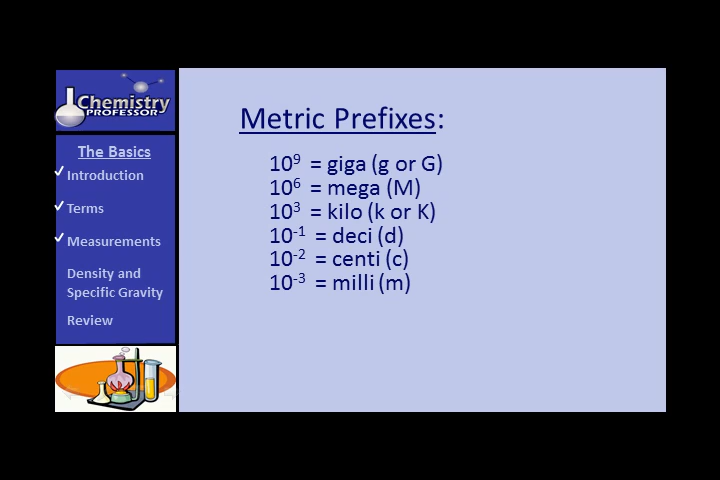 Chemistry
PROFESSOR
The Basics
✓ Introduction
✓ Terms
✓ Measurements
Density and
Specific Gravity
Review
Metric Prefixes:
10⁹ = giga (g or G)
10⁶ = mega (M)
10³ = kilo (k or K)
10⁻¹ = deci (d)
10⁻² = centi (c)
10⁻³ = milli (m)